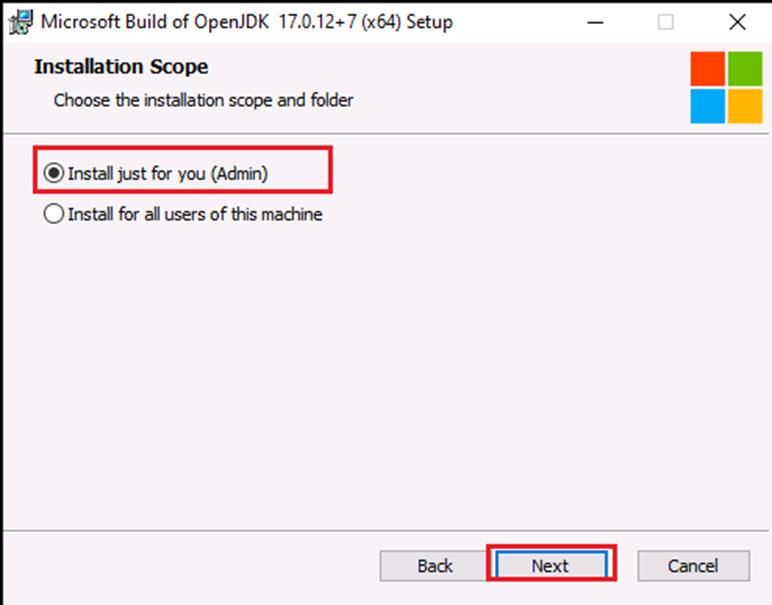 Microsoft Build of OpenJDK 17.0.12+7 (x64) Setup
Installation Scope
Choose the installation scope and folder
Install just for you (Admin)
Install for all users of this machine
Back Next Cancel